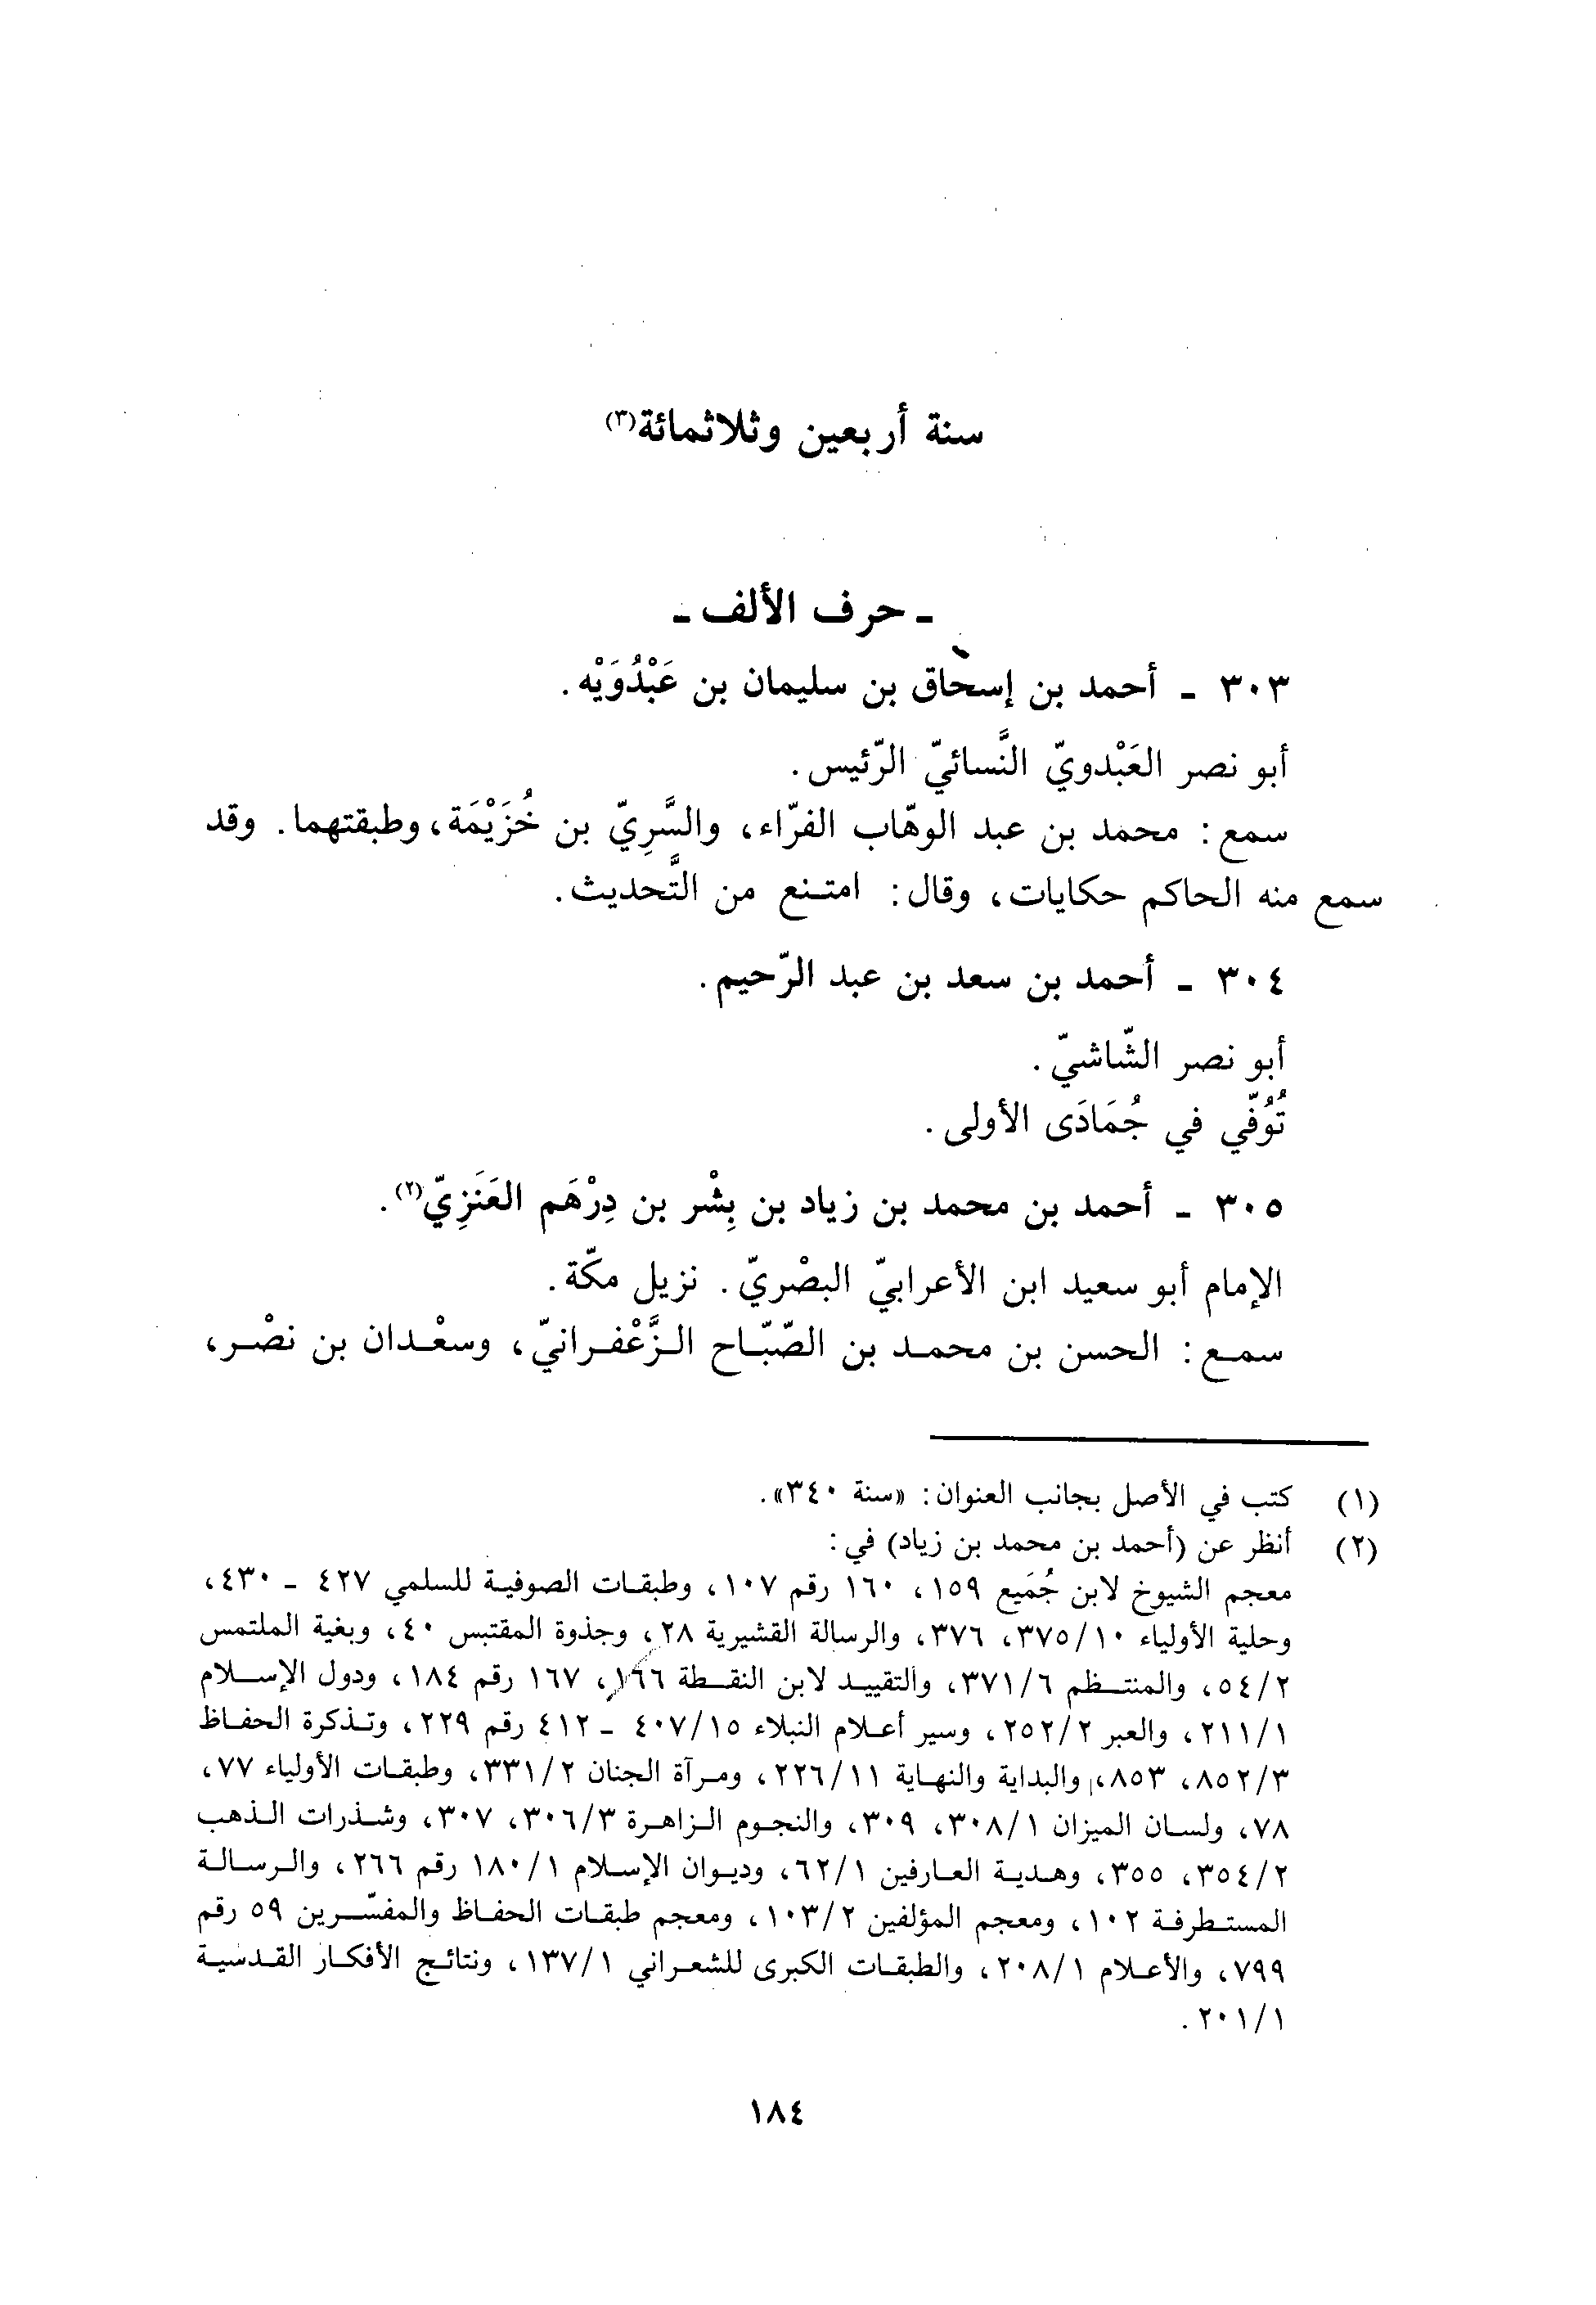 سنة أربعين وثلاثمائة(٣)
ـ حرف الألف ـ
٣٠٣ ـ أحمد بن إسحاق بن سليمان بن عَبْدُوَيْه.
أبو نصر العَبْدويّ النَّسائيّ الرّئيس.
سمع: محمد بن عبد الوهّاب الفرّاء، والسَّرِيّ بن خُزَيْمَة، وطبقتهما. وقد
سمع منه الحاكم حكايات، وقال: امتنع من التَّحديث.
٣٠٤ ـ أحمد بن سعد بن عبد الرّحيم.
أبو نصر الشّاشيّ.
تُوُفّي في جُمَادَى الأولى.
٣٠٥ ـ أحمد بن محمد بن زياد بن بِشْر بن دِرْهَم العَنَزِيّ(٢).
الإمام أبو سعيد ابن الأعرابيّ البصْريّ. نزيل مكّة.
سمع: الحسن بن محمد بن الصّبّاح الزَّعْفرانيّ، وسعْدان بن نصْر،
(١) كتب في الأصل بجانب العنوان: «سنة ٣٤٠».
(٢) أنظر عن (أحمد بن محمد بن زياد) في:
معجم الشيوخ لابن جُمَيع ١٥٩، ١٦٠ رقم ١٠٧، وطبقات الصوفية للسلمي ٤٢٧ ـ ٤٣٠،
وحلية الأولياء ٣٧٥/١٠، ٣٧٦، والرسالة القشيرية ٢٨، وجذوة المقتبس ٤٠، وبغية الملتمس
٥٤/٢، والمنتظم ٣٧١/٦، والتقييد لابن النقطة ١٦٦، ١٦٧ رقم ١٨٤، ودول الإسلام
٢١١/١، والعبر ٢٥٢/٢، وسير أعلام النبلاء ٤٠٧/١٥ ـ ٤١٢ رقم ٢٢٩، وتذكرة الحفاظ
٨٥٢/٣، ٨٥٣، والبداية والنهاية ٢٢٦/١١، ومرآة الجنان ٣٣١/٢، وطبقات الأولياء ٧٧،
٧٨، ولسان الميزان ٣٠٨/١، ٣٠٩، والنجوم الزاهرة ٣٠٦/٣، ٣٠٧، وشذرات الذهب
٣٥٤/٢، ٣٥٥، وهدية العارفين ٦٢/١، وديوان الإسلام ١٨٠/١ رقم ٢٦٦، والرسالة
المستطرفة ١٠٢، ومعجم المؤلفين ١٠٣/٢، ومعجم طبقات الحفاظ والمفسّرين ٥٩ رقم
٧٩٩، والأعلام ٢٠٨/١، والطبقات الكبرى للشعراني ١٣٧/١، ونتائج الأفكار القدسية
٢٠١/١.
١٨٤